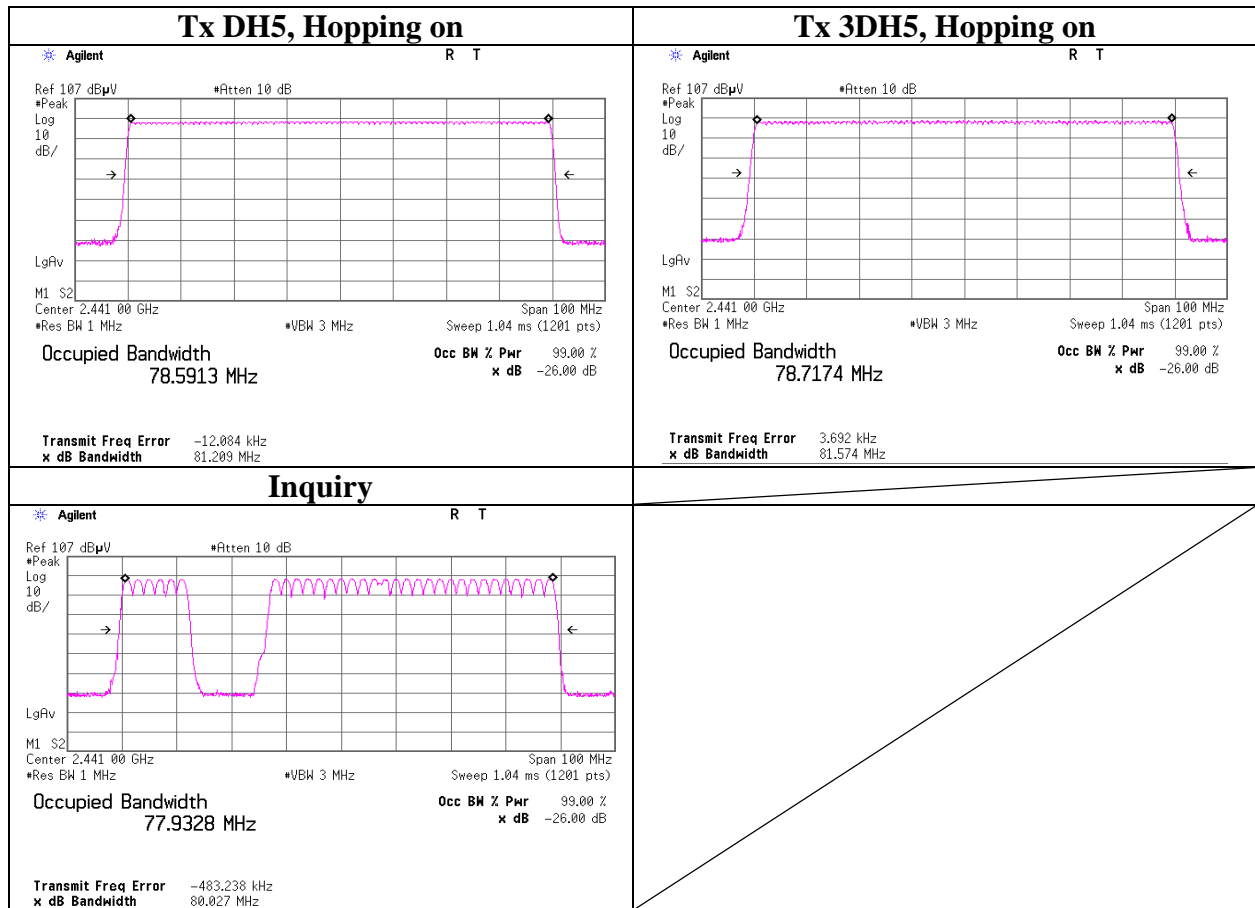 Tx DH5, Hopping on
Agilent R T
Ref 107 dBµV #Atten 10 dB
#Peak
Log
10
dB/
LgAv
M1 S2
Center 2.441 00 GHz Span 100 MHz
#Res BW 1 MHz #VBW 3 MHz Sweep 1.04 ms (1201 pts)
Occupied Bandwidth Occ BW % Pwr 99.00 %
78.5913 MHz x dB -26.00 dB
Transmit Freq Error -12.084 kHz
x dB Bandwidth 81.209 MHz
Tx 3DH5, Hopping on
Agilent R T
Ref 107 dBµV #Atten 10 dB
#Peak
Log
10
dB/
LgAv
M1 S2
Center 2.441 00 GHz Span 100 MHz
#Res BW 1 MHz #VBW 3 MHz Sweep 1.04 ms (1201 pts)
Occupied Bandwidth Occ BW % Pwr 99.00 %
78.7174 MHz x dB -26.00 dB
Transmit Freq Error 3.692 kHz
x dB Bandwidth 81.574 MHz
Inquiry
Agilent R T
Ref 107 dBµV #Atten 10 dB
#Peak
Log
10
dB/
LgAv
M1 S2
Center 2.441 00 GHz Span 100 MHz
#Res BW 1 MHz #VBW 3 MHz Sweep 1.04 ms (1201 pts)
Occupied Bandwidth Occ BW % Pwr 99.00 %
77.9328 MHz x dB -26.00 dB
Transmit Freq Error -483.238 kHz
x dB Bandwidth 80.027 MHz